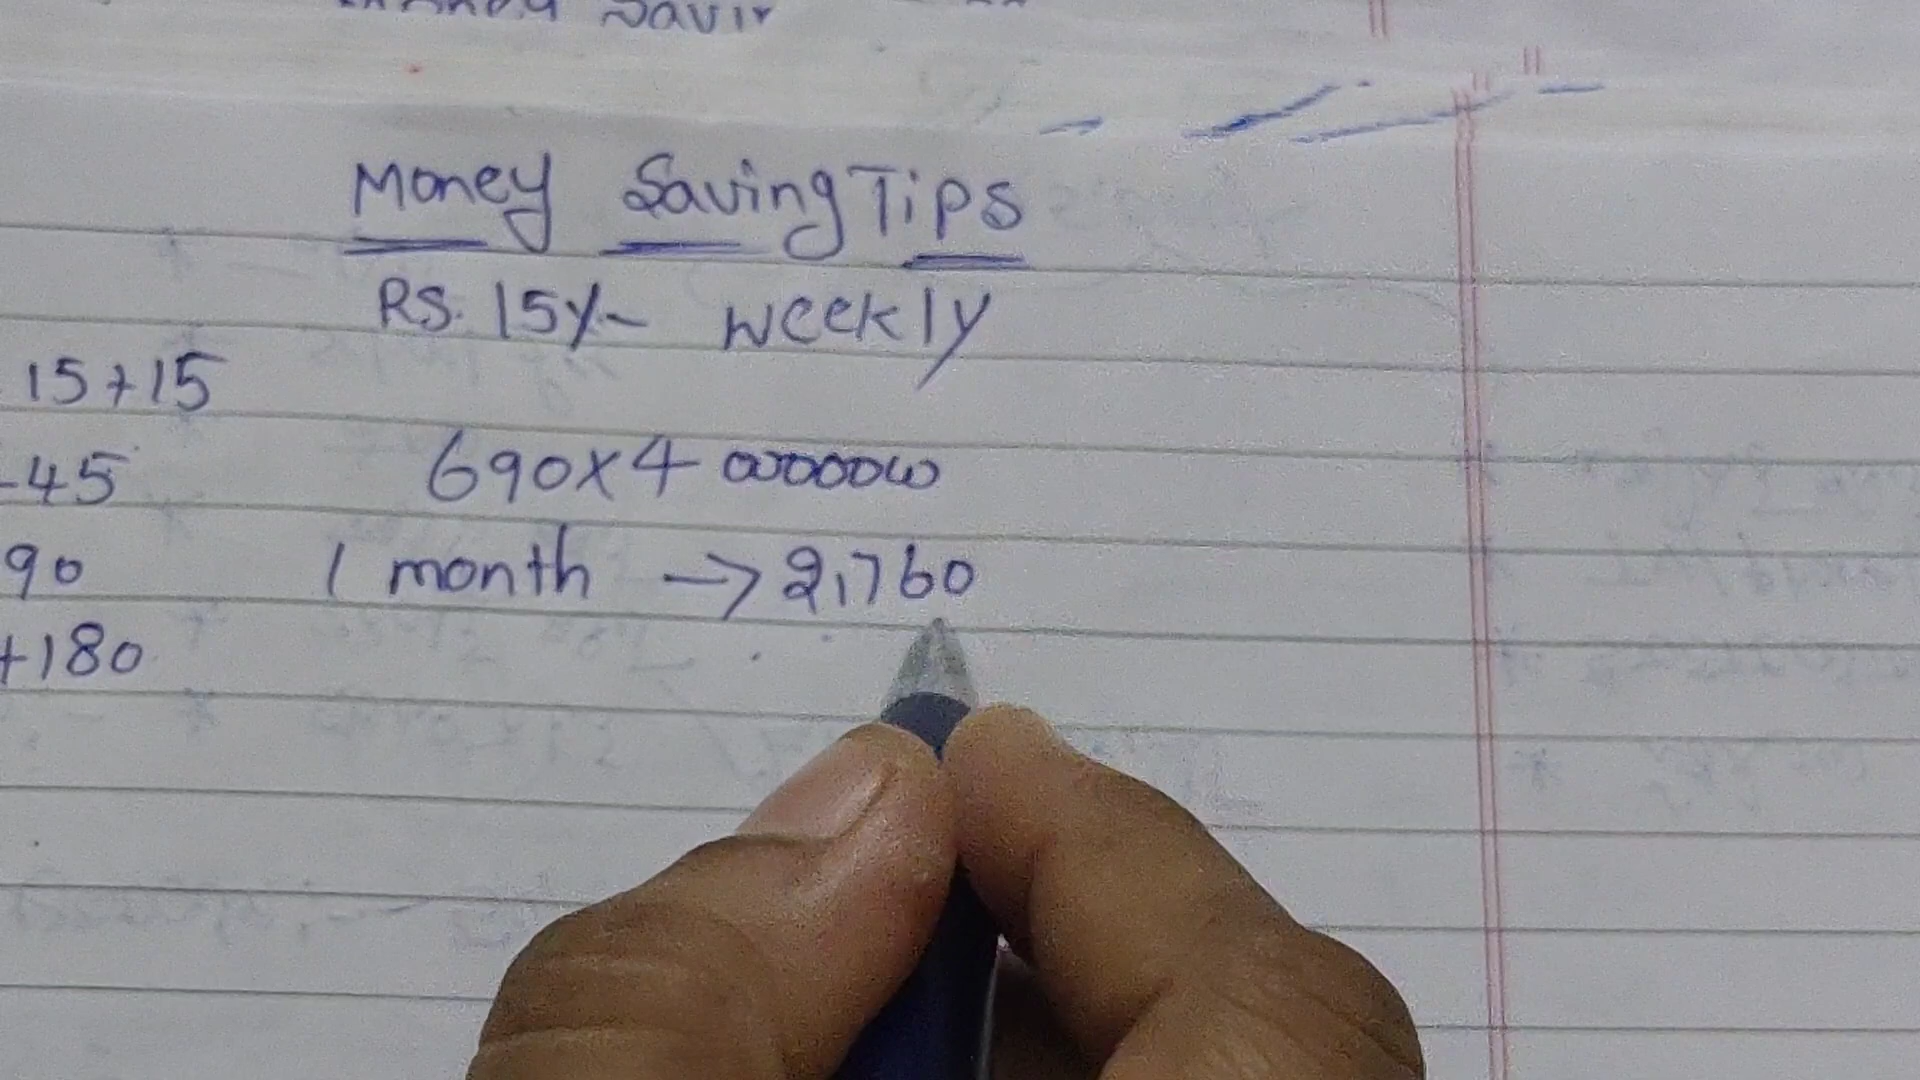 Money Saving Tips
RS. 15/- weekly
15+15
-45
690x4
90
1 month → 2,760
+180